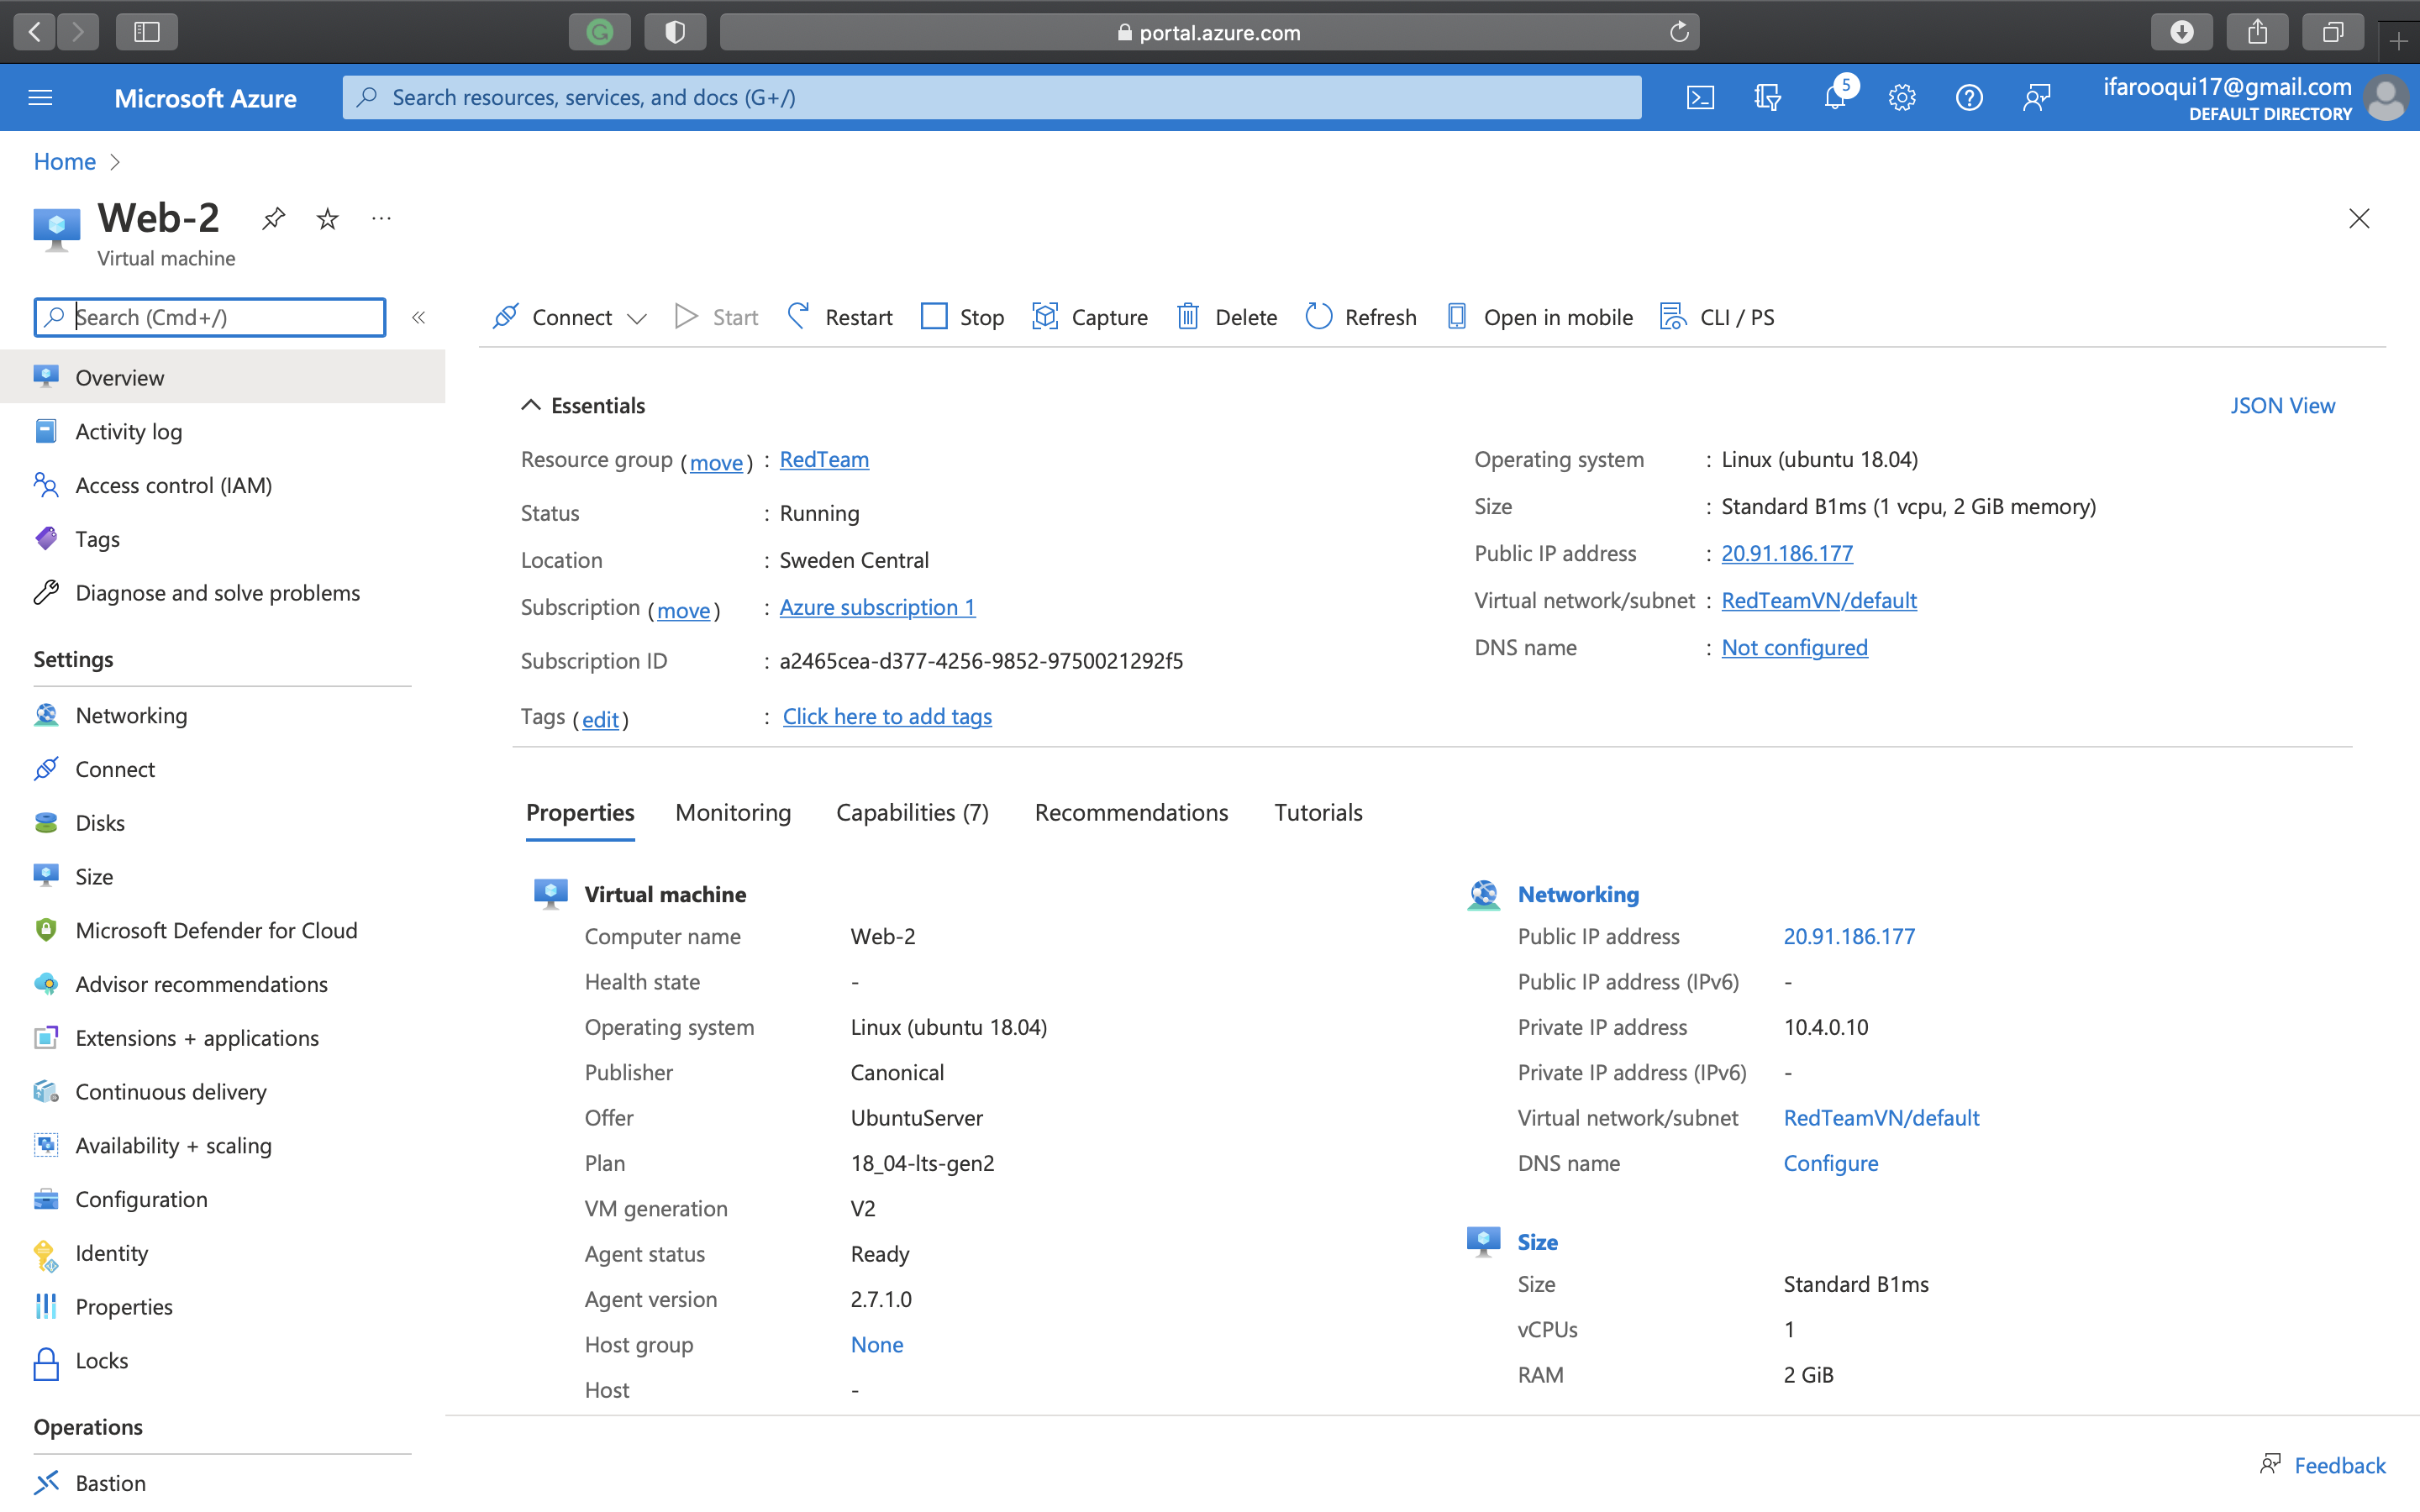 portal.azure.com
Microsoft Azure
Search resources, services, and docs (G+/)
5
ifarooqui17@gmail.com
DEFAULT DIRECTORY
Home
Web-2
Virtual machine
Search (Cmd+/)
Connect Start Restart Stop Capture Delete Refresh Open in mobile CLI / PS
Overview
Activity log
Access control (IAM)
Tags
Diagnose and solve problems
Settings
Networking
Connect
Disks
Size
Microsoft Defender for Cloud
Advisor recommendations
Extensions + applications
Continuous delivery
Availability + scaling
Configuration
Identity
Properties
Locks
Operations
Bastion
Essentials
JSON View
Resource group (move) : RedTeam
Status : Running
Location : Sweden Central
Subscription (move) : Azure subscription 1
Subscription ID : a2465cea-d377-4256-9852-9750021292f5
Tags (edit) : Click here to add tags
Operating system : Linux (ubuntu 18.04)
Size : Standard B1ms (1 vcpu, 2 GiB memory)
Public IP address : 20.91.186.177
Virtual network/subnet : RedTeamVN/default
DNS name : Not configured
Properties Monitoring Capabilities (7) Recommendations Tutorials
Virtual machine
Computer name Web-2
Health state -
Operating system Linux (ubuntu 18.04)
Publisher Canonical
Offer UbuntuServer
Plan 18_04-lts-gen2
VM generation V2
Agent status Ready
Agent version 2.7.1.0
Host group None
Host -
Networking
Public IP address 20.91.186.177
Public IP address (IPv6) -
Private IP address 10.4.0.10
Private IP address (IPv6) -
Virtual network/subnet RedTeamVN/default
DNS name Configure
Size
Size Standard B1ms
vCPUs 1
RAM 2 GiB
Feedback